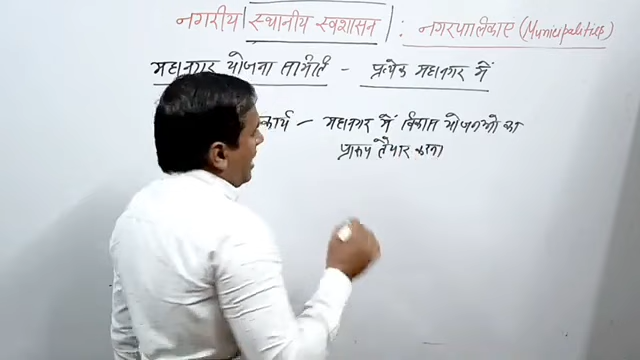 नगरीय स्थानीय स्वशासन : नगरपालिकाएं (Municipalities)
महानगर योजना समिति - प्रत्येक महानगर में
कार्य - महानगर में विकास योजनाओं का
प्रारूप तैयार करना